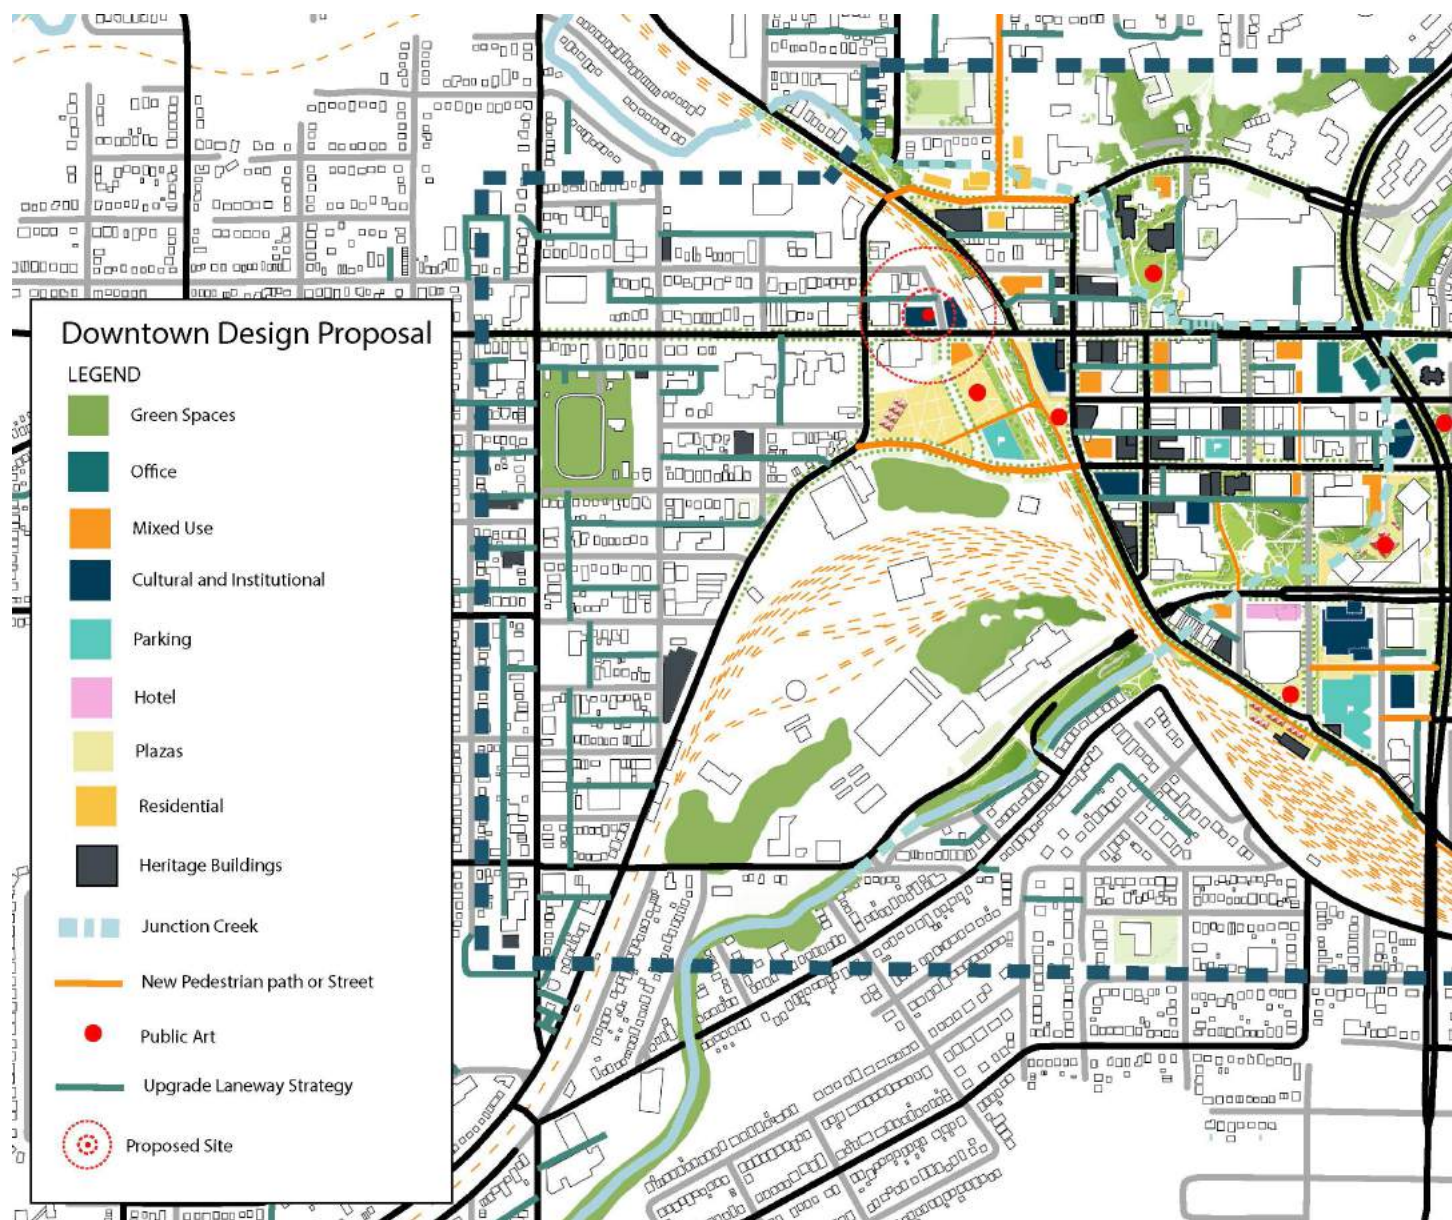 Downtown Design Proposal
LEGEND
Green Spaces
Office
Mixed Use
Cultural and Institutional
Parking
Hotel
Plazas
Residential
Heritage Buildings
Junction Creek
New Pedestrian path or Street
Public Art
Upgrade Laneway Strategy
Proposed Site
P
P